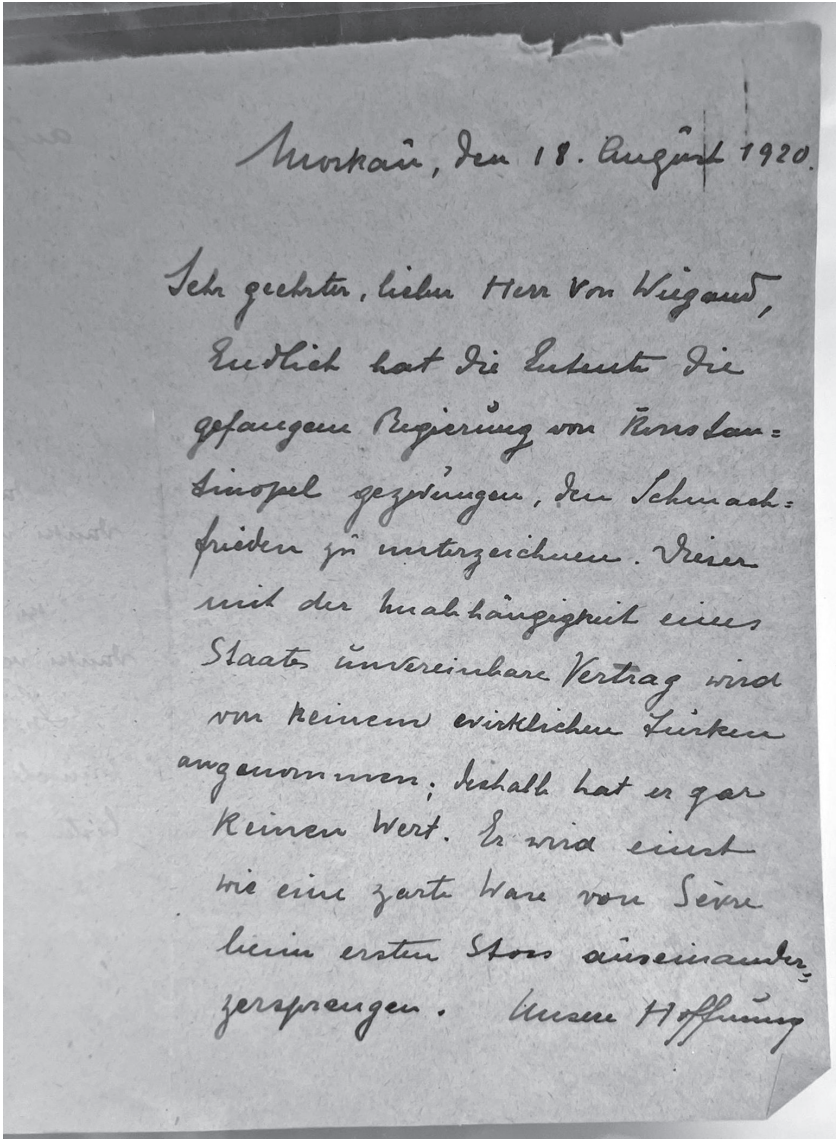 Moskau, den 18. August 1920.
Sehr geehrter, lieber Herr von Wiegand,
Endlich hat die Entente die
gefangene Regierung von Konstan=
tinopel gezwungen, den Schmach=
frieden zu unterzeichnen. Dieser
mit der Unabhängigkeit eines
Staates unvereinbare Vertrag wird
von keinem wirklichen Türken
angenommen; deshalb hat er gar
keinen Wert. Er wird einst
wie eine zarte Ware von Sèvre
beim ersten Stoss auseinander=
zersprengen. Unsere Hoffnung